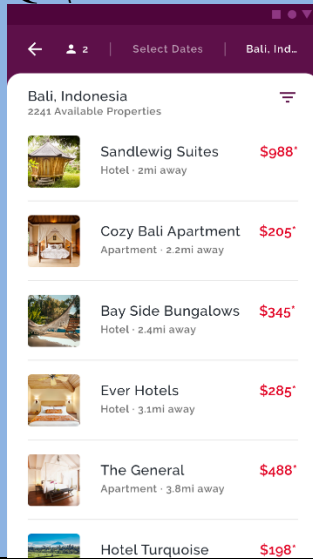 2 | Select Dates | Bali, Ind...
Bali, Indonesia
2241 Available Properties
Sandlewig Suites $988*
Hotel · 2mi away
Cozy Bali Apartment $205*
Apartment · 2.2mi away
Bay Side Bungalows $345*
Hotel · 2.4mi away
Ever Hotels $285*
Hotel · 3.1mi away
The General $488*
Apartment · 3.8mi away
Hotel Turquoise $198*